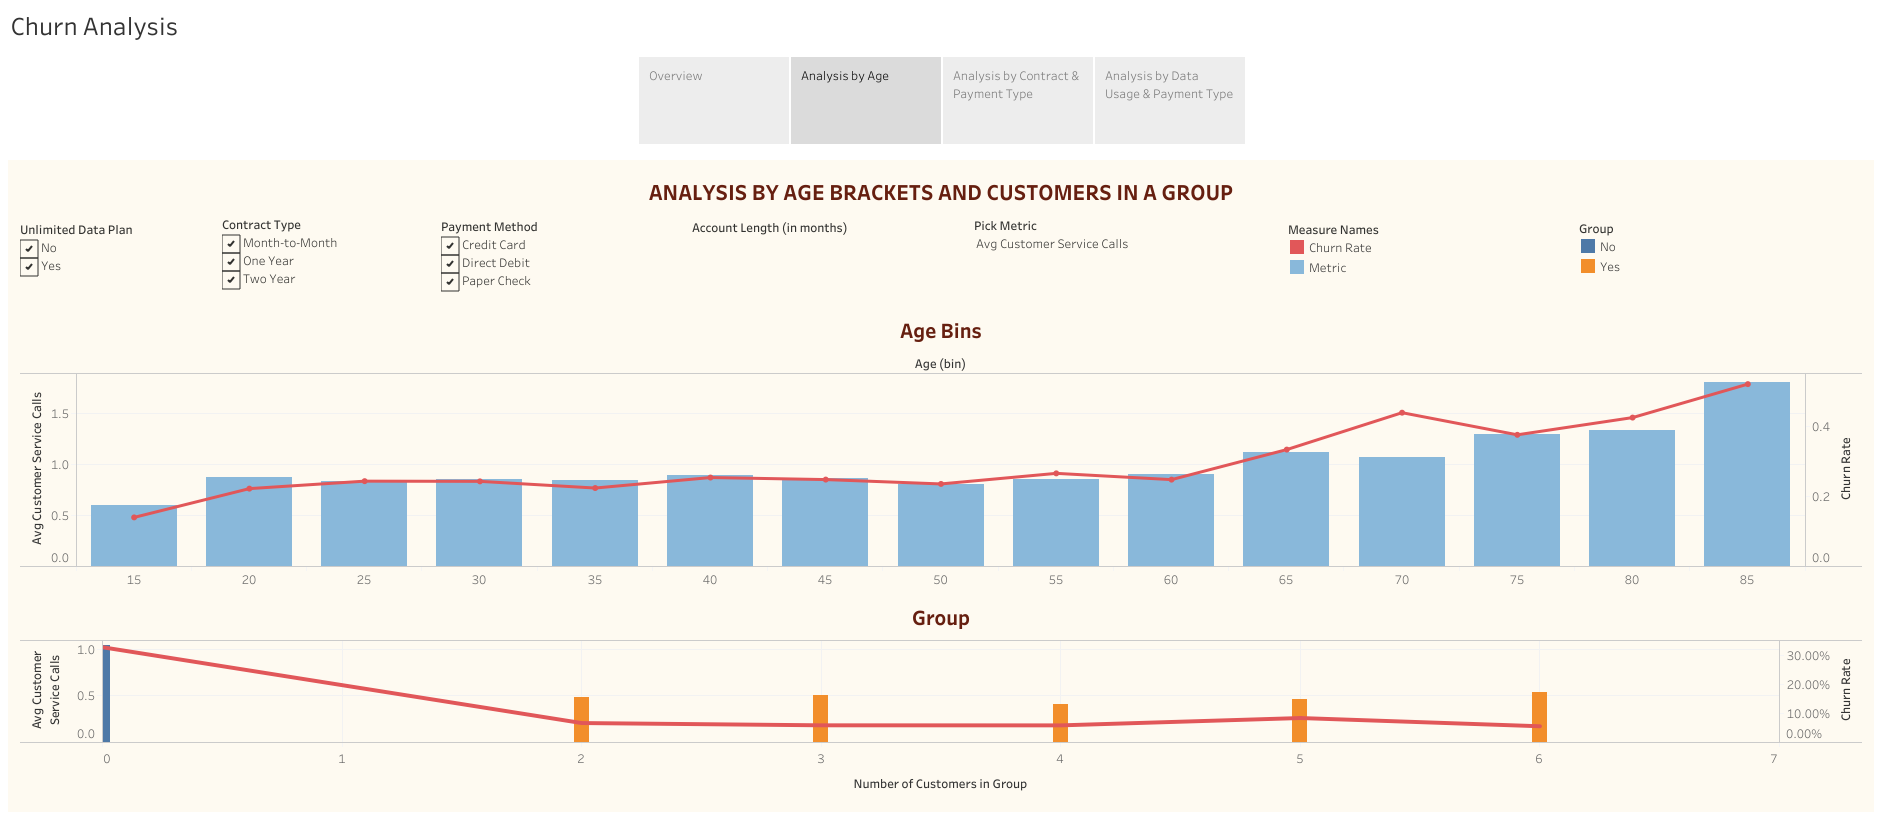 Churn Analysis
Overview
Analysis by Age
Analysis by Contract &
Payment Type
Analysis by Data
Usage & Payment Type
ANALYSIS BY AGE BRACKETS AND CUSTOMERS IN A GROUP
Unlimited Data Plan
No
Yes
Contract Type
Month-to-Month
One Year
Two Year
Payment Method
Credit Card
Direct Debit
Paper Check
Account Length (in months)
Pick Metric
Avg Customer Service Calls
Measure Names
Churn Rate
Metric
Group
No
Yes
Age Bins
Age (bin)
Avg Customer Service Calls
1.5
1.0
0.5
0.0
0.4
0.2
0.0
Churn Rate
15 20 25 30 35 40 45 50 55 60 65 70 75 80 85
Group
Avg Customer
Service Calls
1.0
0.5
0.0
30.00%
20.00%
10.00%
0.00%
Churn Rate
0 1 2 3 4 5 6 7
Number of Customers in Group